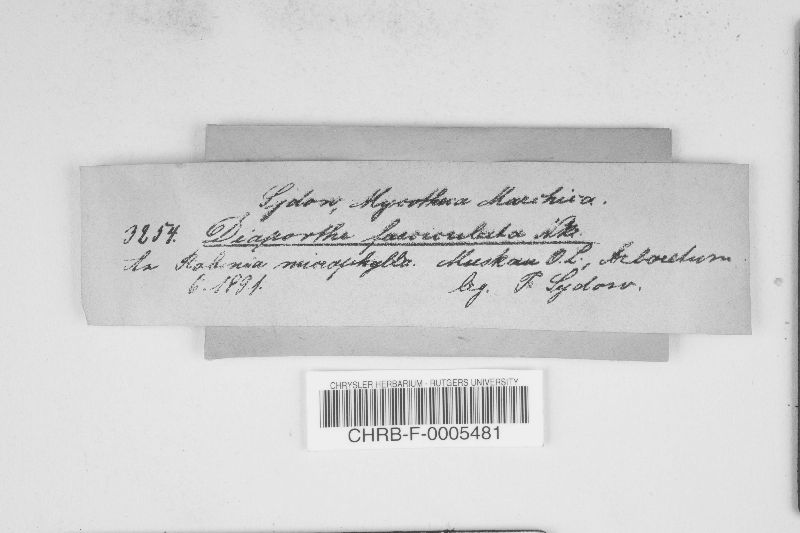 Sydow, Mycotheca Marchica.
3254. Diaporthe fasciculata Nke.
An Robinia microphylla. Muskau O.L., Arboretum.
6. 1891. leg. P. Sydow.
CHRYSLER HERBARIUM - RUTGERS UNIVERSITY
CHRB-F-0005481